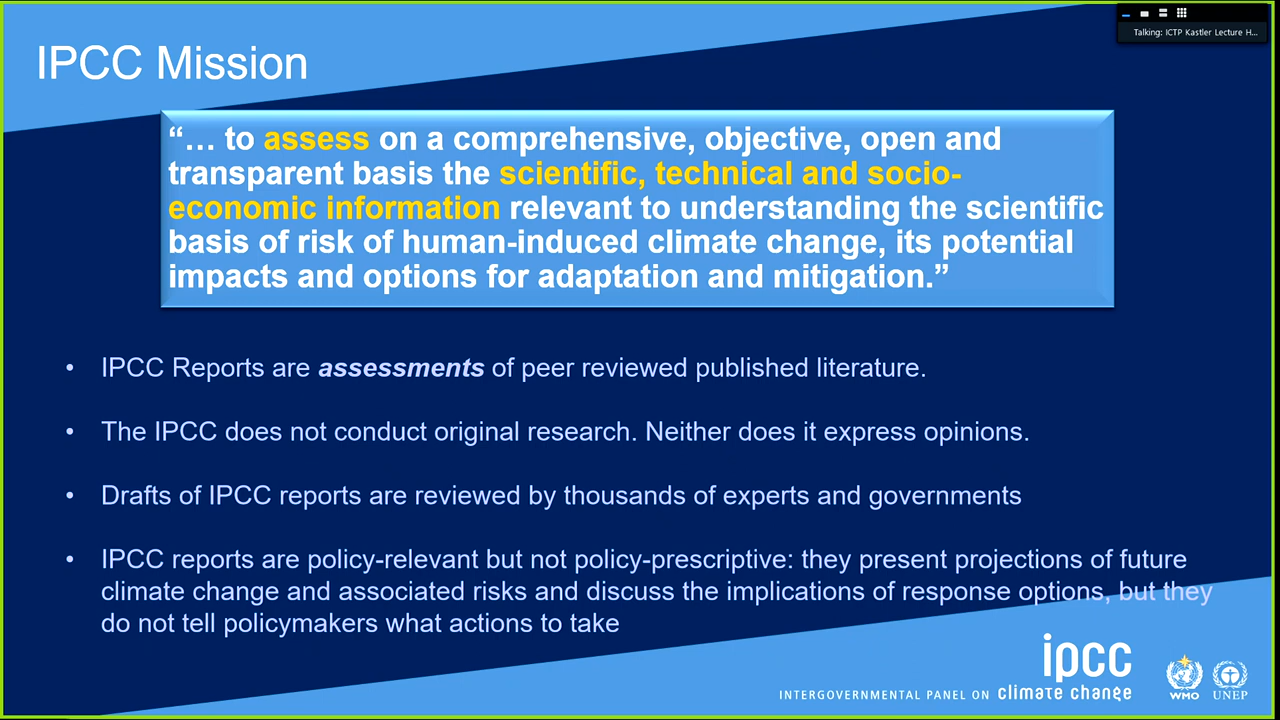 Talking: ICTP Kastler Lecture H...
IPCC Mission
“… to assess on a comprehensive, objective, open and
transparent basis the scientific, technical and socio-
economic information relevant to understanding the scientific
basis of risk of human-induced climate change, its potential
impacts and options for adaptation and mitigation.”
• IPCC Reports are assessments of peer reviewed published literature.
• The IPCC does not conduct original research. Neither does it express opinions.
• Drafts of IPCC reports are reviewed by thousands of experts and governments
• IPCC reports are policy-relevant but not policy-prescriptive: they present projections of future
climate change and associated risks and discuss the implications of response options, but they
do not tell policymakers what actions to take
ipcc
INTERGOVERNMENTAL PANEL ON climate change
WMO UNEP